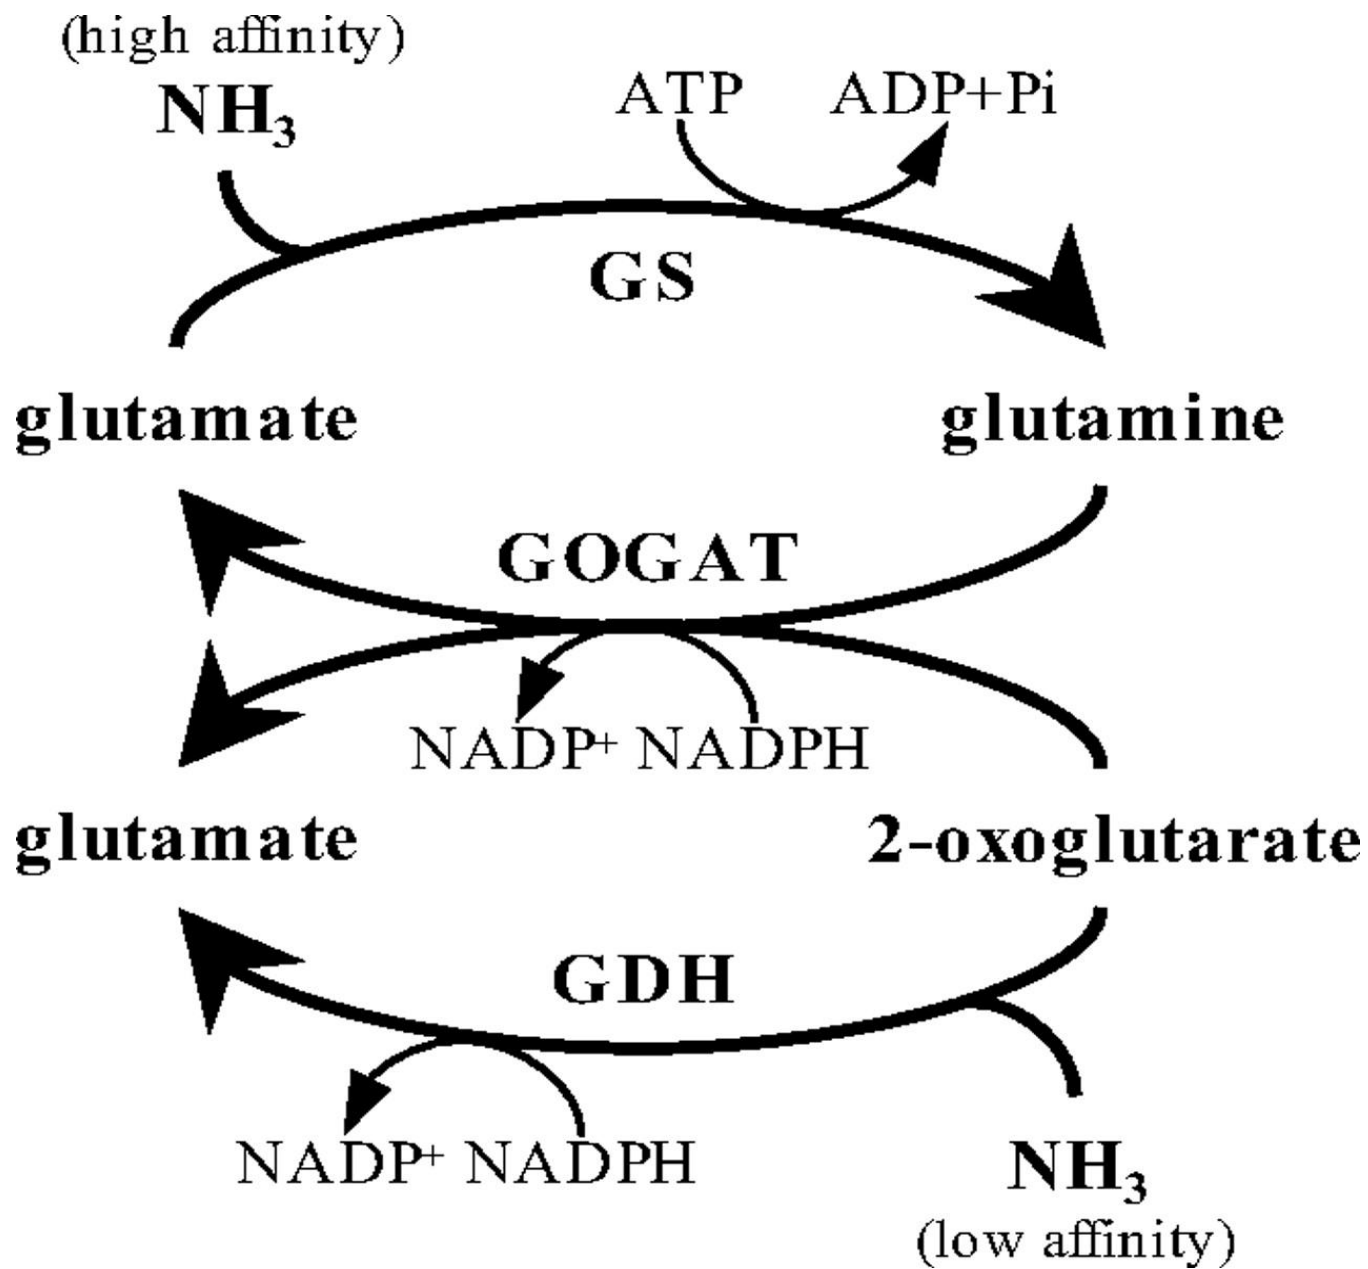 (high affinity)
NH₃
ATP ADP+Pi
GS
glutamate glutamine
GOGAT
NADP⁺ NADPH
glutamate 2-oxoglutarate
GDH
NADP⁺ NADPH NH₃
(low affinity)